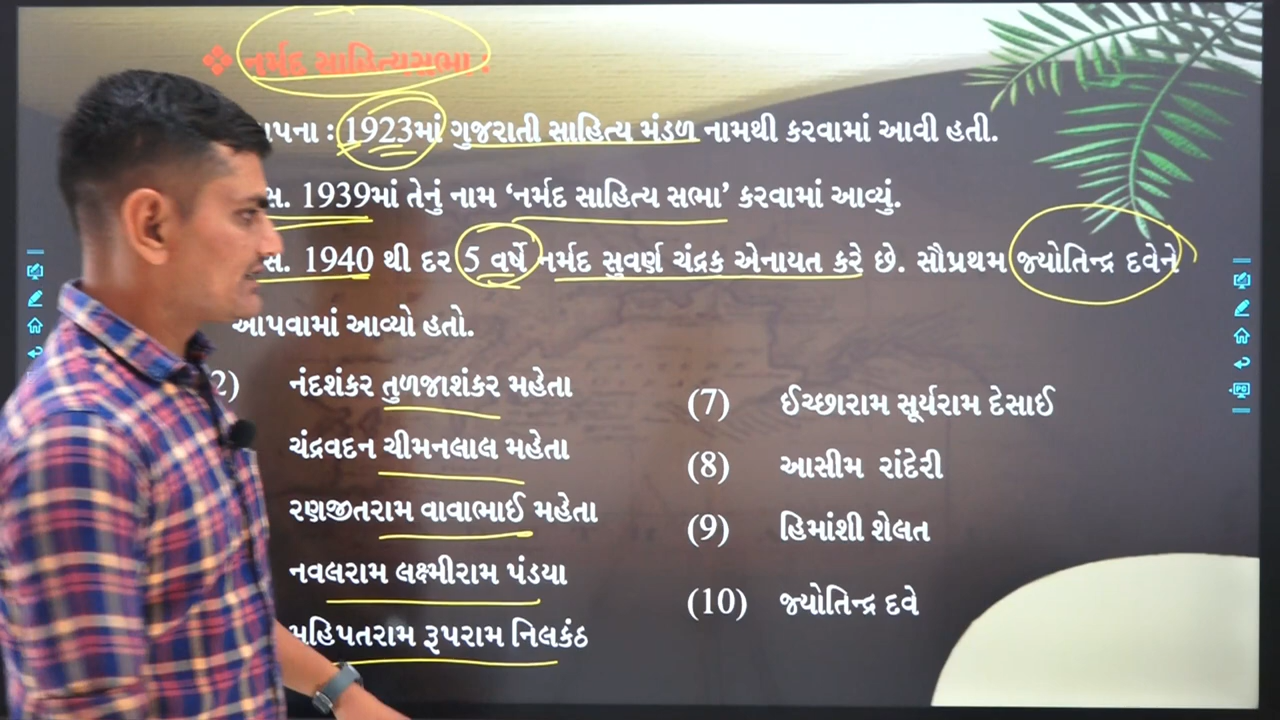 ❖ નર્મદ સાહિત્યસભા :
પના : 1923માં ગુજરાતી સાહિત્ય મંડળ નામથી કરવામાં આવી હતી.
સ. 1939માં તેનું નામ ‘નર્મદ સાહિત્ય સભા’ કરવામાં આવ્યું.
સ. 1940 થી દર 5 વર્ષે નર્મદ સુવર્ણ ચંદ્રક એનાયત કરે છે. સૌપ્રથમ જ્યોતિન્દ્ર દવેને
આપવામાં આવ્યો હતો.
2) નંદશંકર તુળજાશંકર મહેતા
ચંદ્રવદન ચીમનલાલ મહેતા
રણજીતરામ વાવાભાઈ મહેતા
નવલરામ લક્ષ્મીરામ પંડયા
મહિપતરામ રૂપરામ નિલકંઠ
(7) ઈચ્છારામ સૂર્યરામ દેસાઈ
(8) આસીમ રાંદેરી
(9) હિમાંશી શેલત
(10) જ્યોતિન્દ્ર દવે